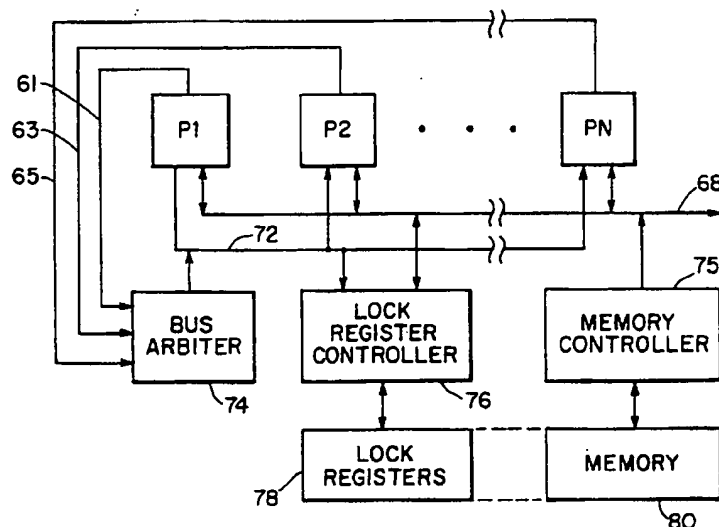 61
63
65
P1
P2
PN
68
72
75
BUS
ARBITER
74
LOCK
REGISTER
CONTROLLER
76
MEMORY
CONTROLLER
LOCK
REGISTERS
78
MEMORY
80